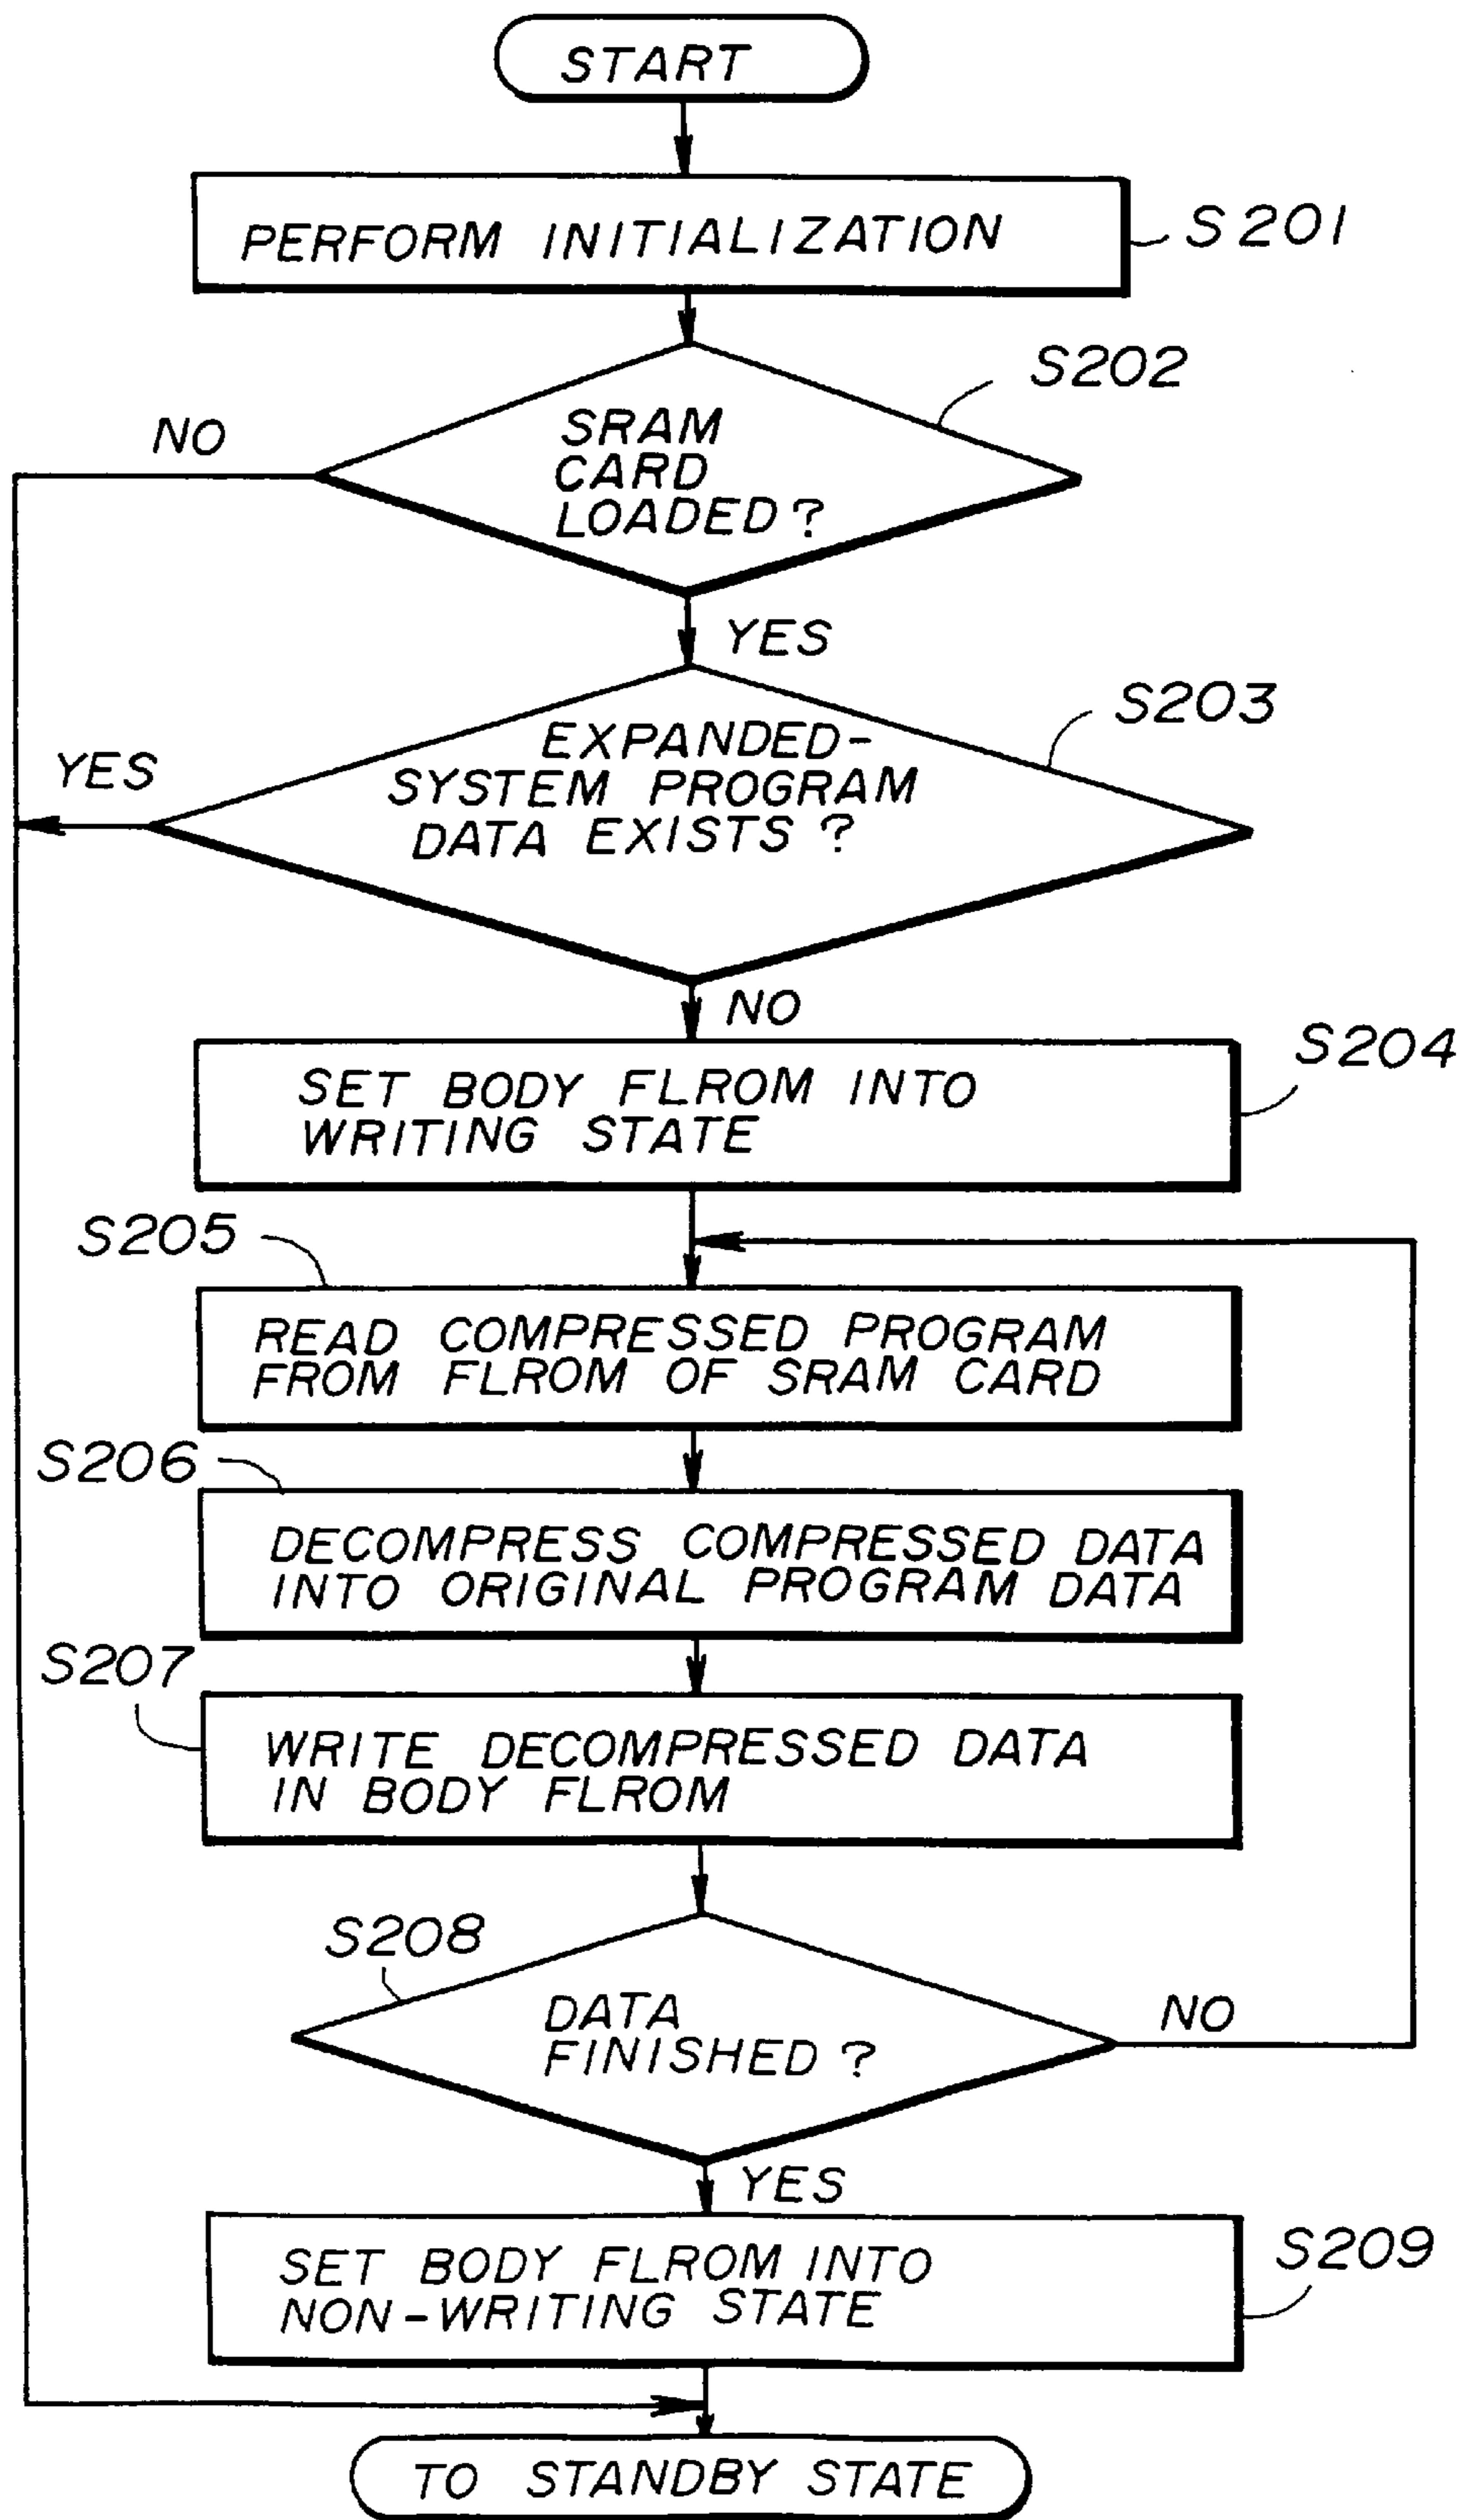 START
PERFORM INITIALIZATION
S201
S202
NO
SRAM
CARD
LOADED?
YES
S203
YES
EXPANDED-
SYSTEM PROGRAM
DATA EXISTS?
NO
S204
SET BODY FLROM INTO
WRITING STATE
S205
READ COMPRESSED PROGRAM
FROM FLROM OF SRAM CARD
S206
DECOMPRESS COMPRESSED DATA
INTO ORIGINAL PROGRAM DATA
S207
WRITE DECOMPRESSED DATA
IN BODY FLROM
S208
DATA
FINISHED?
NO
YES
SET BODY FLROM INTO
NON-WRITING STATE
S209
TO STANDBY STATE